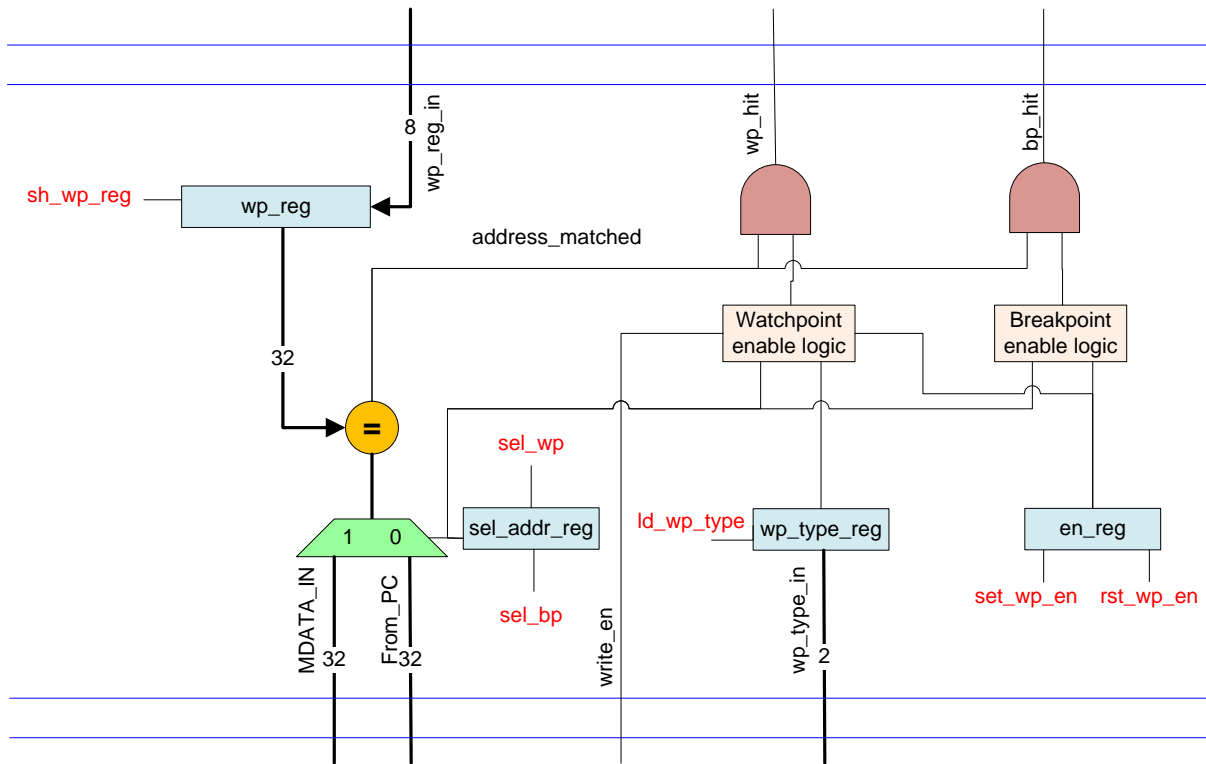 8
wp_reg_in
wp_hit
bp_hit
sh_wp_reg
wp_reg
address_matched
Watchpoint
enable logic
Breakpoint
enable logic
32
=
sel_wp
1 0
sel_addr_reg
ld_wp_type
wp_type_reg
en_reg
sel_bp
set_wp_en
rst_wp_en
MDATA_IN
32
From_PC
32
write_en
wp_type_in
2